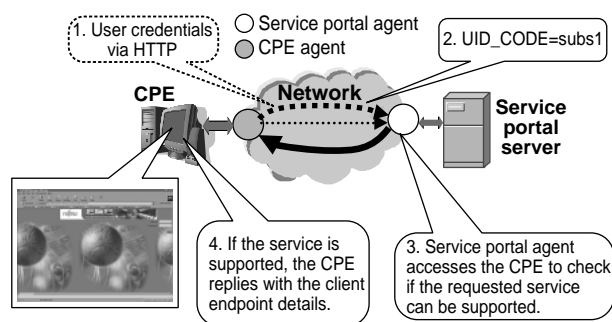 1. User credentials
via HTTP
Service portal agent
CPE agent
2. UID_CODE=subs1
CPE
Network
Service
portal
server
4. If the service is
supported, the CPE
replies with the client
endpoint details.
3. Service portal agent
accesses the CPE to check
if the requested service
can be supported.